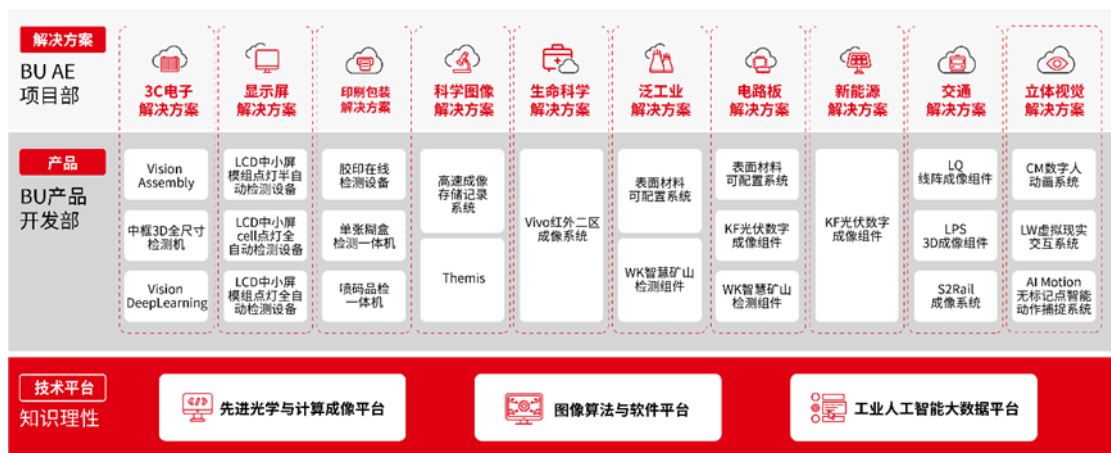 解决方案
BU AE
项目部
3C电子
解决方案
显示屏
解决方案
印刷包装
解决方案
科学图像
解决方案
生命科学
解决方案
泛工业
解决方案
电路板
解决方案
新能源
解决方案
交通
解决方案
立体视觉
解决方案
产品
BU产品
开发部
Vision
Assembly
中框3D全尺寸
检测机
Vision
DeepLearning
LCD中小屏
模组点灯半自
动检测设备
LCD中小屏
cell点灯全
自动检测设备
LCD中小屏
模组点灯全自
动检测设备
胶印在线
检测设备
单张糊盒
检测一体机
喷码品检
一体机
高速成像
存储记录
系统
Themis
Vivo红外二区
成像系统
表面材料
可配置系统
WK智慧矿山
检测组件
表面材料
可配置系统
KF光伏数字
成像组件
WK智慧矿山
检测组件
KF光伏数字
成像组件
LQ
线阵成像组件
LPS
3D成像组件
S2Rail
成像系统
CM数字人
动画系统
LW虚拟现实
交互系统
AI Motion
无标记点智能
动作捕捉系统
技术平台
知识理性
先进光学与计算成像平台
图像算法与软件平台
工业人工智能大数据平台